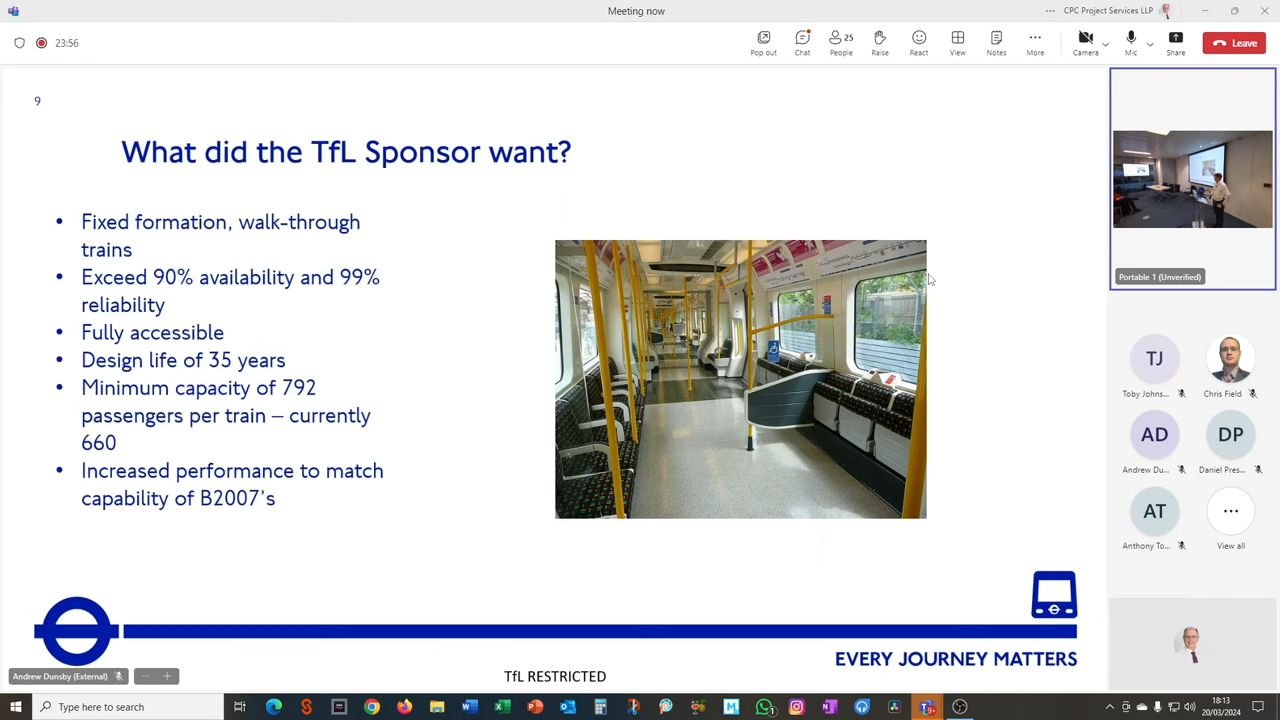 Meeting now
CPC Project Services LLP
23:56
Pop out
Chat
25
People
Raise
React
View
Notes
More
Camera
Mic
Share
Leave
9
What did the TfL Sponsor want?
• Fixed formation, walk-through
trains
• Exceed 90% availability and 99%
reliability
• Fully accessible
• Design life of 35 years
• Minimum capacity of 792
passengers per train – currently
660
• Increased performance to match
capability of B2007's
EVERY JOURNEY MATTERS
TfL RESTRICTED
Andrew Dunsby (External)
Portable 1 (Unverified)
TJ
Toby Johns...
Chris Field
AD
Andrew Du...
DP
Daniel Pres...
AT
Anthony To...
View all
Type here to search
18:13
20/03/2024